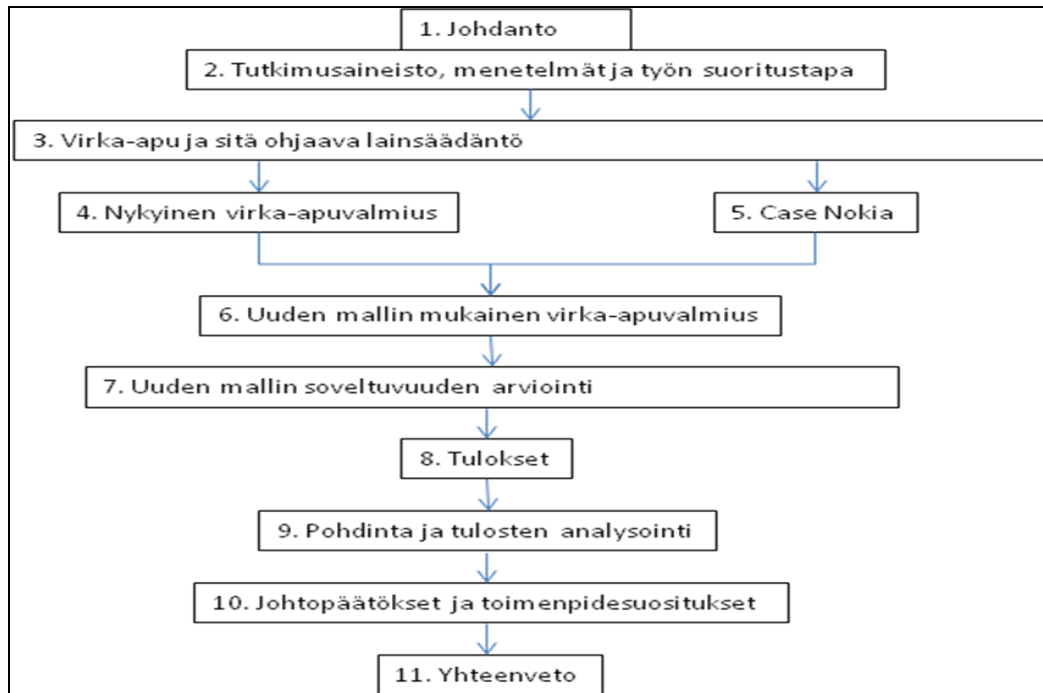 1. Johdanto
2. Tutkimusaineisto, menetelmät ja työn suoritustapa
3. Virka-apu ja sitä ohjaava lainsäädäntö
4. Nykyinen virka-apuvalmius
5. Case Nokia
6. Uuden mallin mukainen virka-apuvalmius
7. Uuden mallin soveltuvuuden arviointi
8. Tulokset
9. Pohdinta ja tulosten analysointi
10. Johtopäätökset ja toimenpidesuositukset
11. Yhteenveto